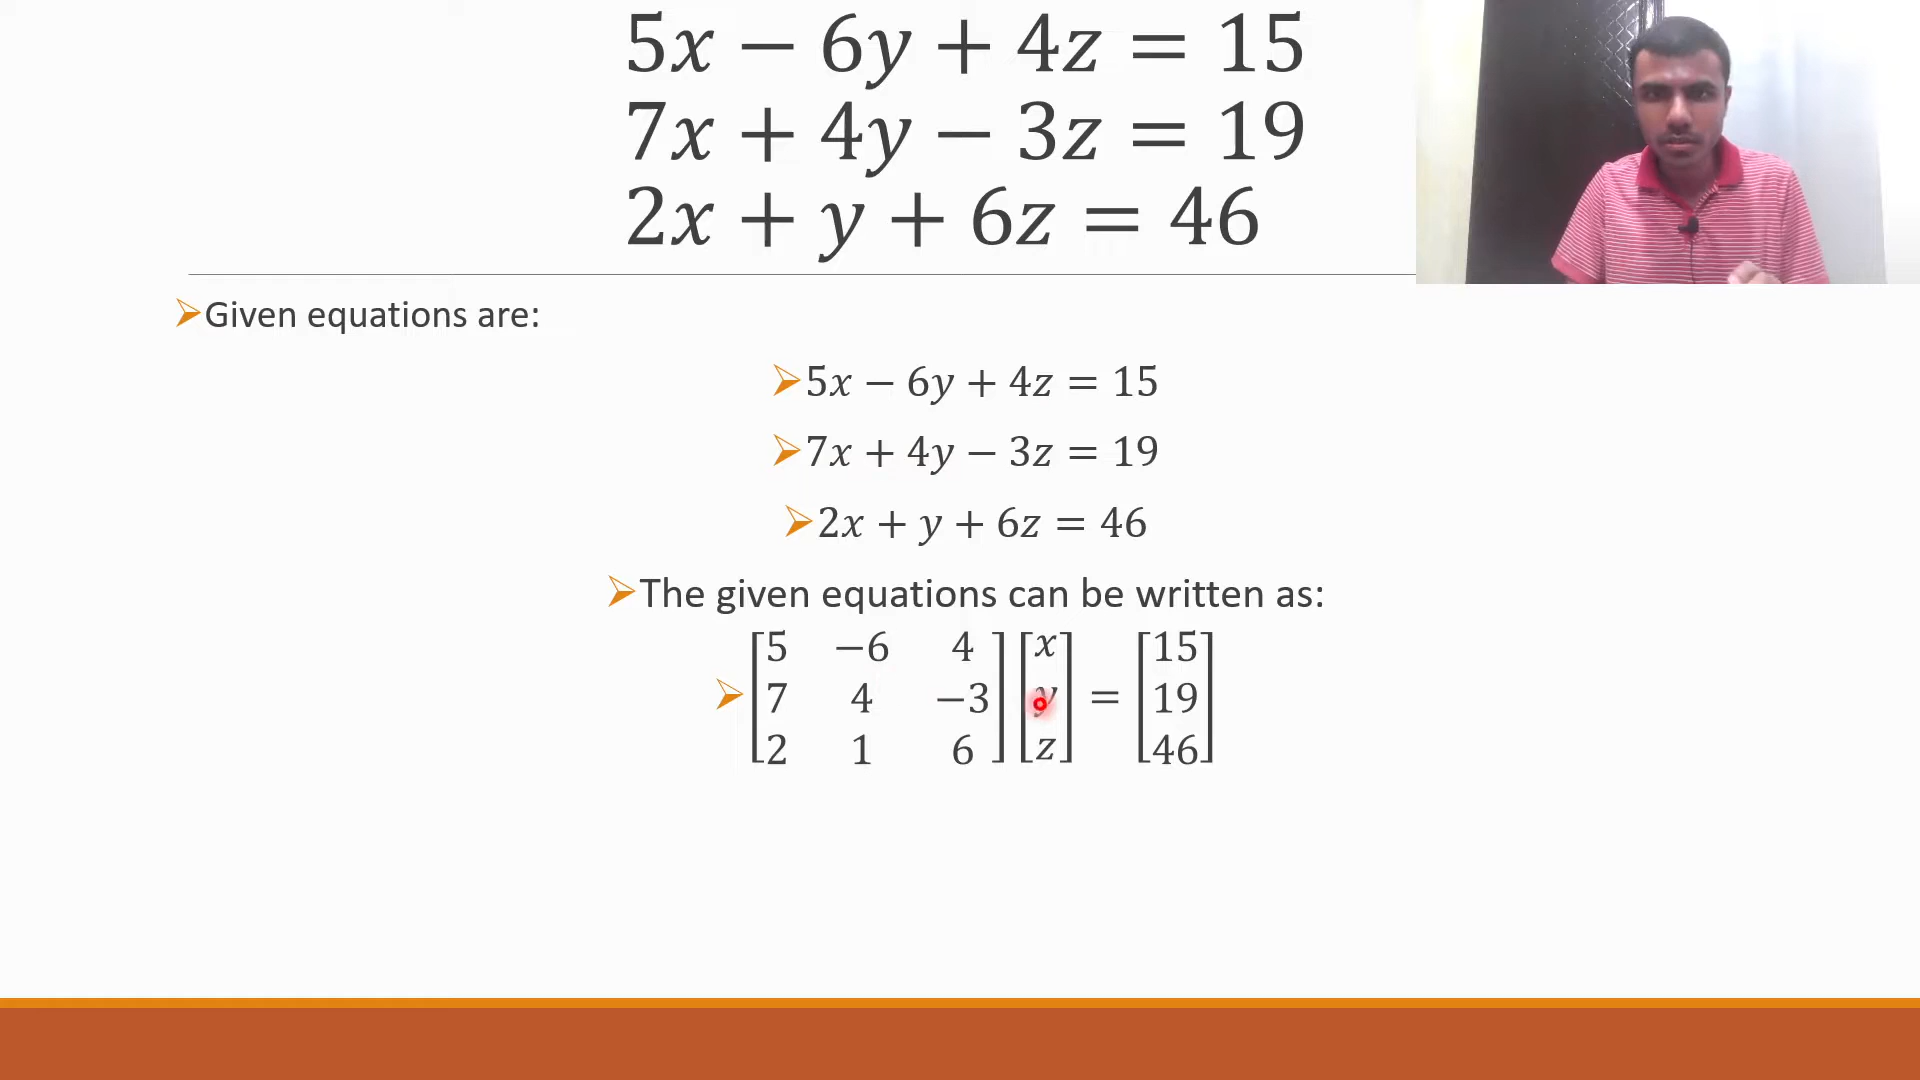 5x − 6y + 4z = 15
7x + 4y − 3z = 19
2x + y + 6z = 46
Given equations are:
5x − 6y + 4z = 15
7x + 4y − 3z = 19
2x + y + 6z = 46
The given equations can be written as:
[5 −6 4] [x] [15]
[7 4 −3] [y] = [19]
[2 1 6] [z] [46]